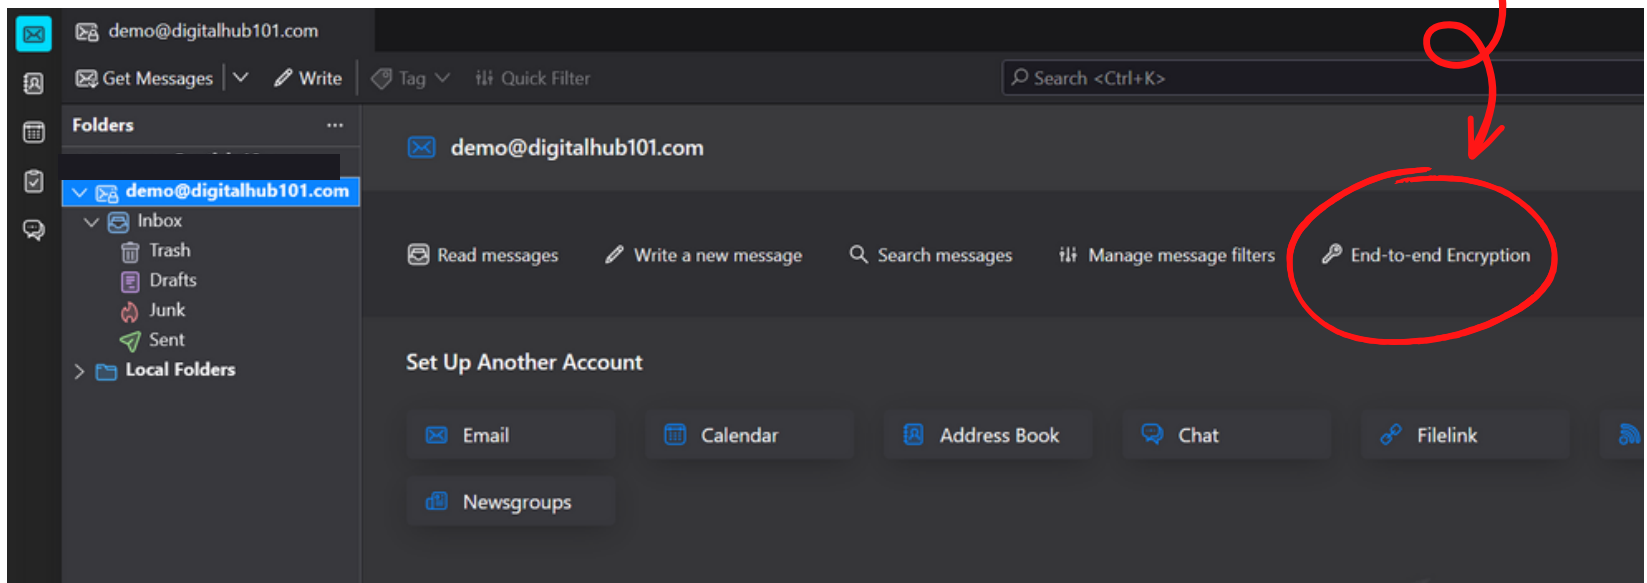 demo@digitalhub101.com
Get Messages Write Tag Quick Filter Search <Ctrl+K>
Folders ...
demo@digitalhub101.com
demo@digitalhub101.com
Inbox
Trash
Drafts
Junk
Sent
Local Folders
Read messages Write a new message Search messages Manage message filters End-to-end Encryption
Set Up Another Account
Email Calendar Address Book Chat Filelink
Newsgroups